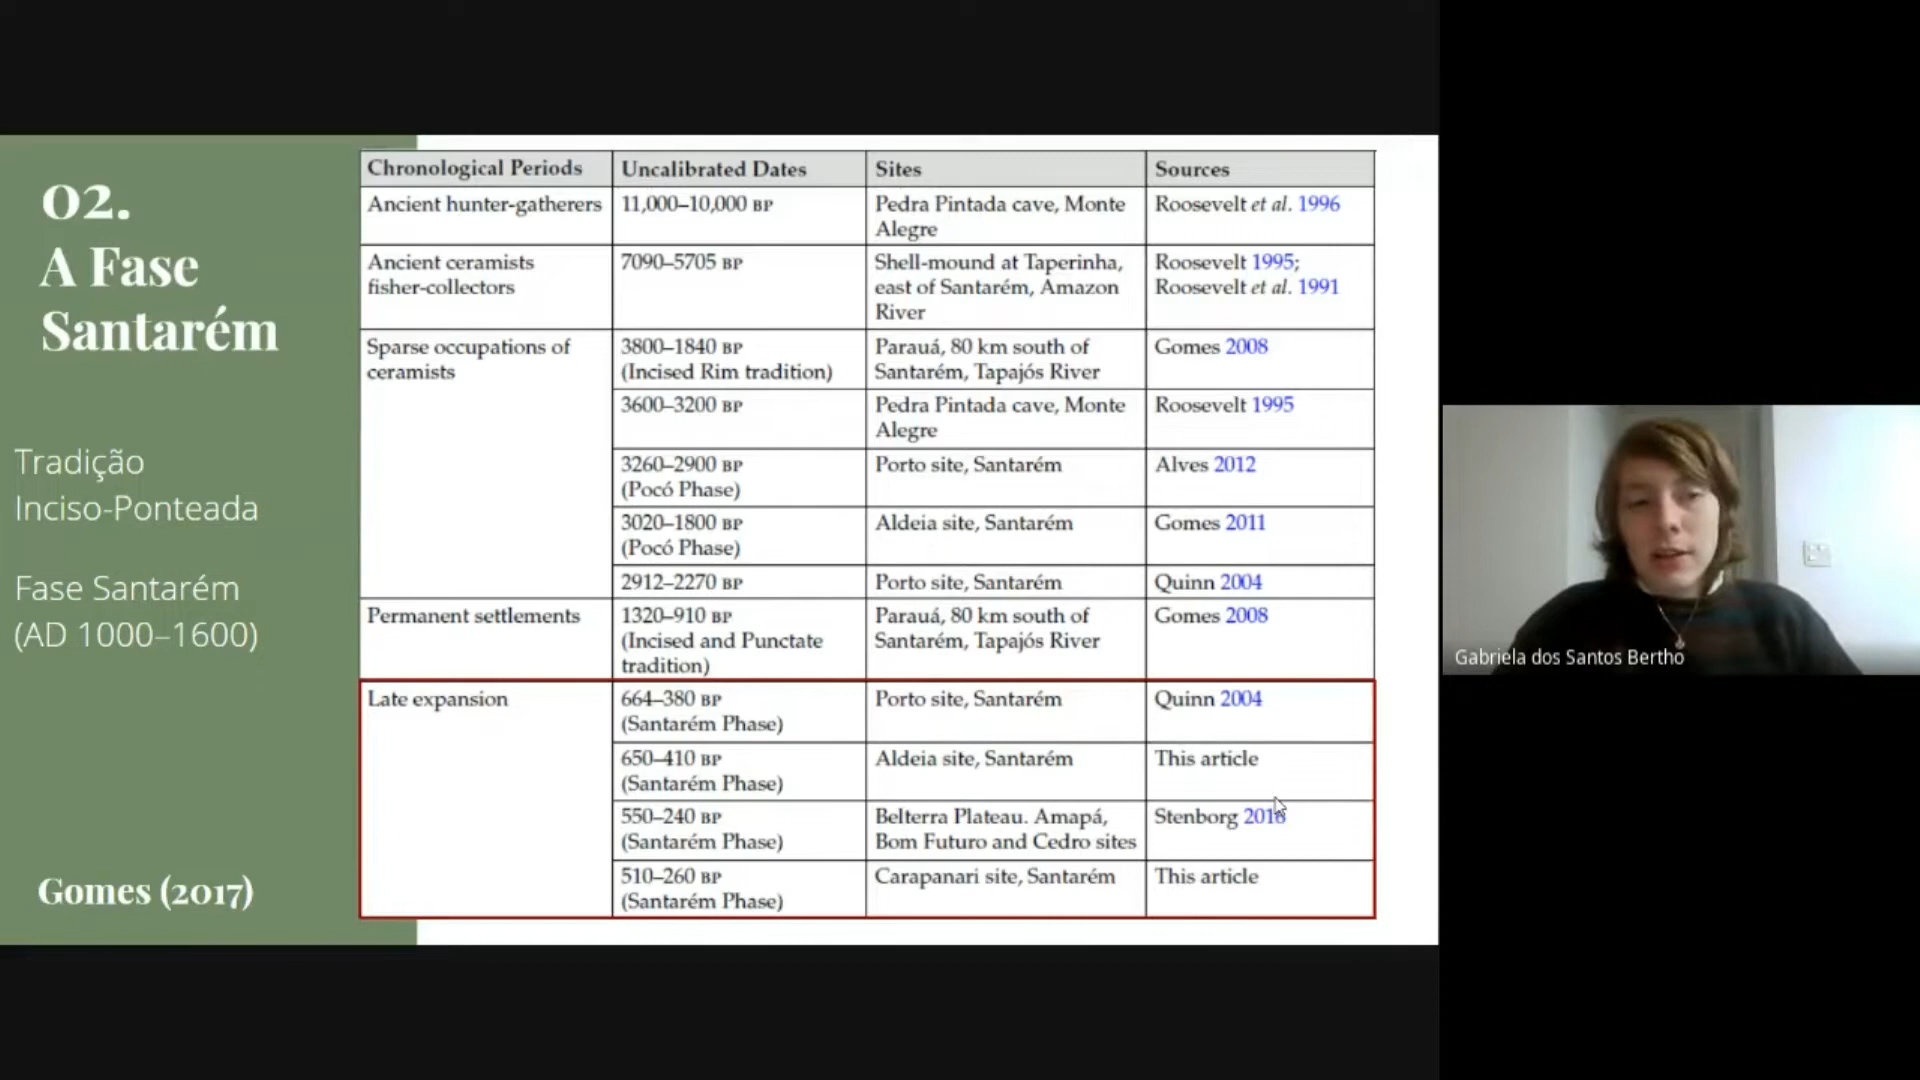 02.
A Fase
Santarém
Tradição
Inciso-Ponteada
Fase Santarém
(AD 1000–1600)
Gomes (2017)
Chronological Periods Uncalibrated Dates Sites Sources
Ancient hunter-gatherers 11,000–10,000 BP Pedra Pintada cave, Monte Roosevelt et al. 1996
Alegre
Ancient ceramists 7090–5705 BP Shell-mound at Taperinha, Roosevelt 1995;
fisher-collectors east of Santarém, Amazon Roosevelt et al. 1991
River
Sparse occupations of 3800–1840 BP Parauá, 80 km south of Gomes 2008
ceramists (Incised Rim tradition) Santarém, Tapajós River
3600–3200 BP Pedra Pintada cave, Monte Roosevelt 1995
Alegre
3260–2900 BP Porto site, Santarém Alves 2012
(Pocó Phase)
3020–1800 BP Aldeia site, Santarém Gomes 2011
(Pocó Phase)
2912–2270 BP Porto site, Santarém Quinn 2004
Permanent settlements 1320–910 BP Parauá, 80 km south of Gomes 2008
(Incised and Punctate Santarém, Tapajós River
tradition)
Late expansion 664–380 BP Porto site, Santarém Quinn 2004
(Santarém Phase)
650–410 BP Aldeia site, Santarém This article
(Santarém Phase)
550–240 BP Belterra Plateau. Amapá, Stenborg
(Santarém Phase) Bom Futuro and Cedro sites
510–260 BP Carapanari site, Santarém This article
(Santarém Phase)
Gabriela dos Santos Bertho